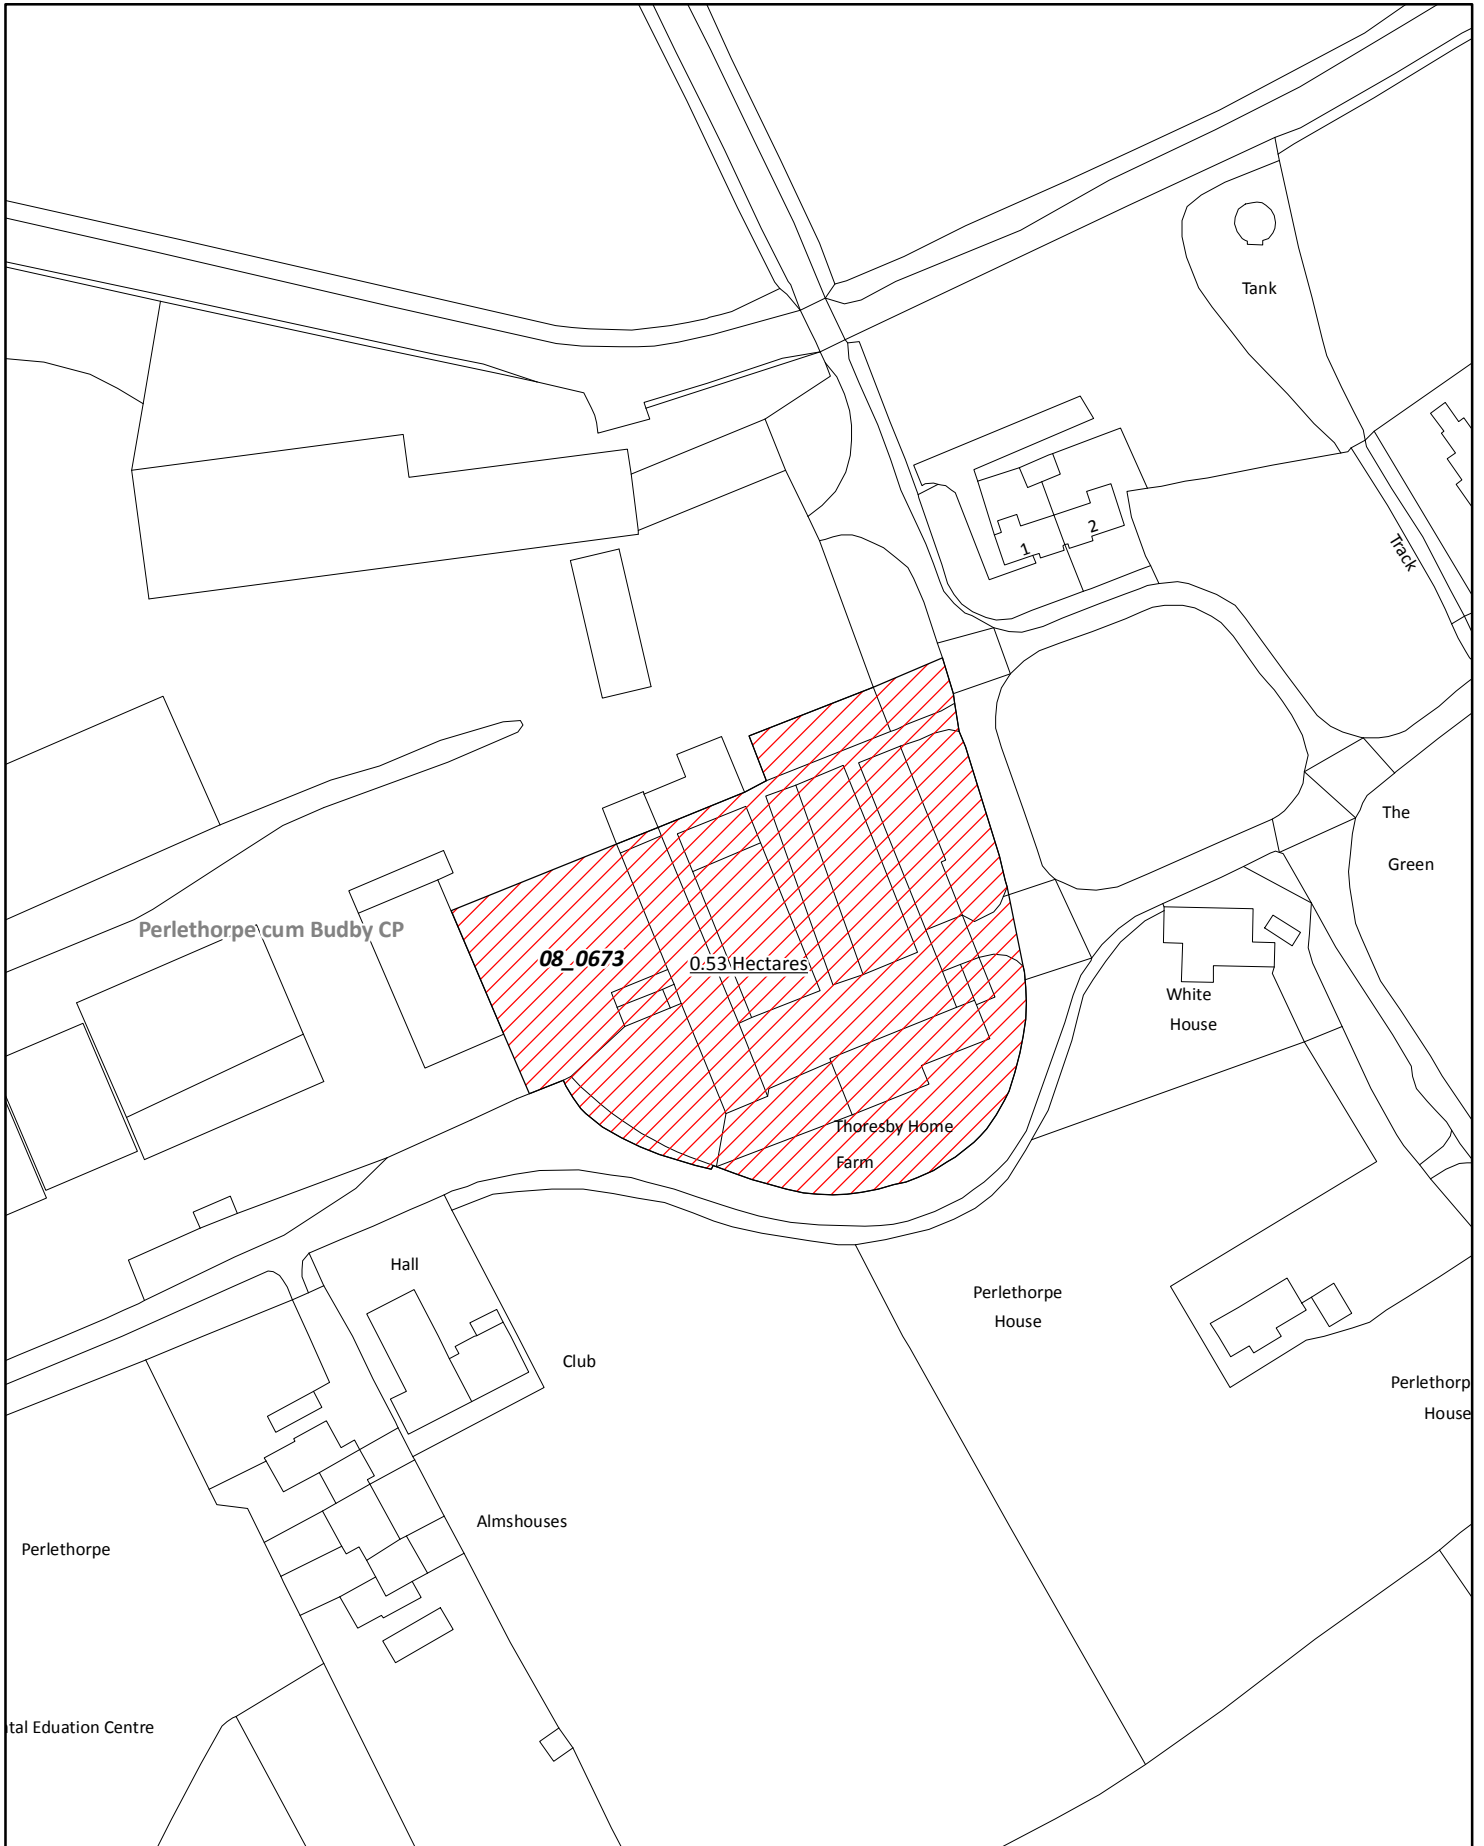 Tank
2
1
Track
The
Green
Perlethorpe cum Budby CP
08_0673
0.53 Hectares
White
House
Thoresby Home
Farm
Hall
Perlethorpe
House
Club
Perlethorp
House
Almshouses
Perlethorpe
tal Eduation Centre